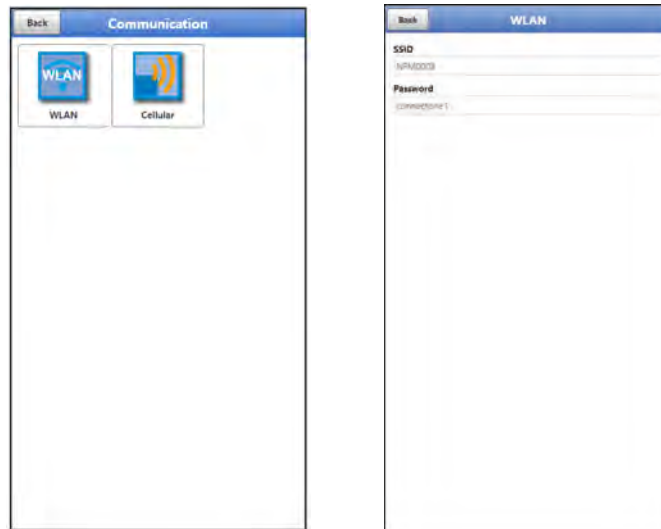 Back
Communication
WLAN
WLAN
Cellular
Back
WLAN
SSID
Password